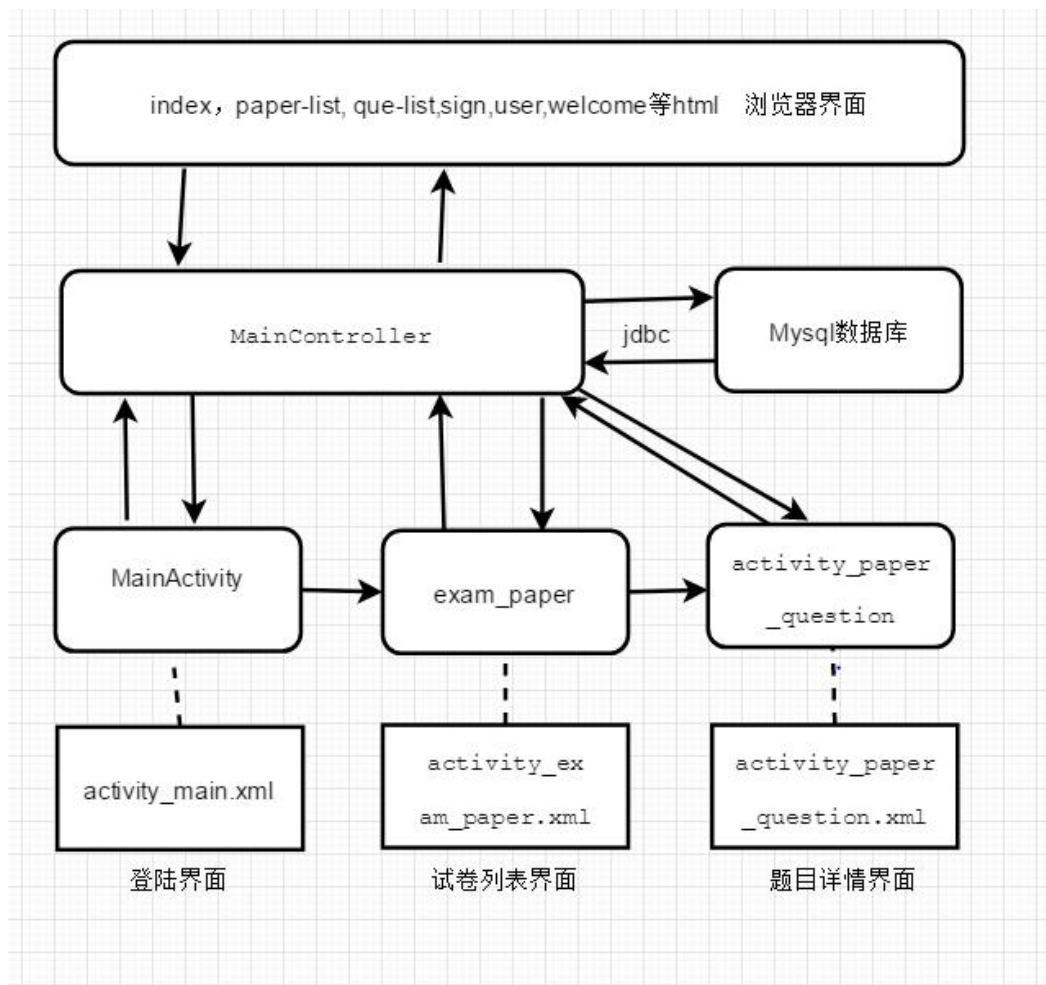 index，paper-list, que-list,sign,user,welcome等html 浏览器界面
MainController
jdbc
Mysql数据库
MainActivity
exam_paper
activity_paper
_question
activity_main.xml
activity_ex
am_paper.xml
activity_paper
_question.xml
登陆界面
试卷列表界面
题目详情界面